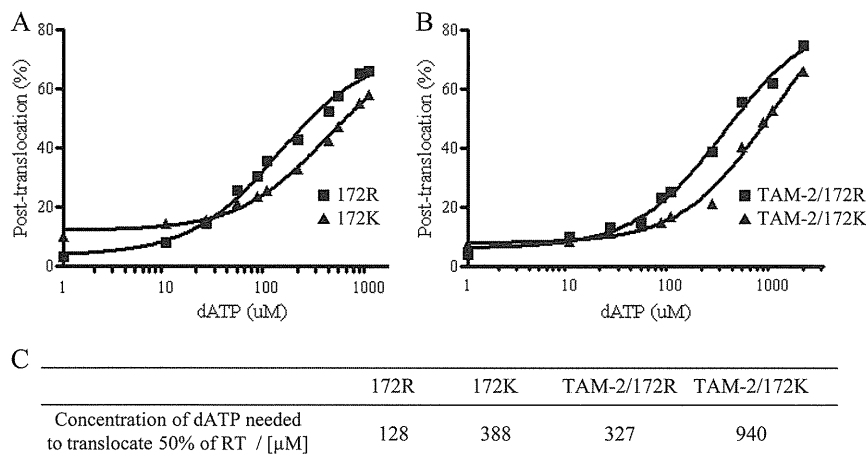 A
Post-translocation (%)
80
60
40
20
0
172R
172K
1
10
100
1000
dATP (uM)
B
Post-translocation (%)
80
60
40
20
0
TAM-2/172R
TAM-2/172K
1
10
100
1000
dATP (uM)
C
172R 172K TAM-2/172R TAM-2/172K
Concentration of dATP needed
to translocate 50% of RT / [µM] 128 388 327 940